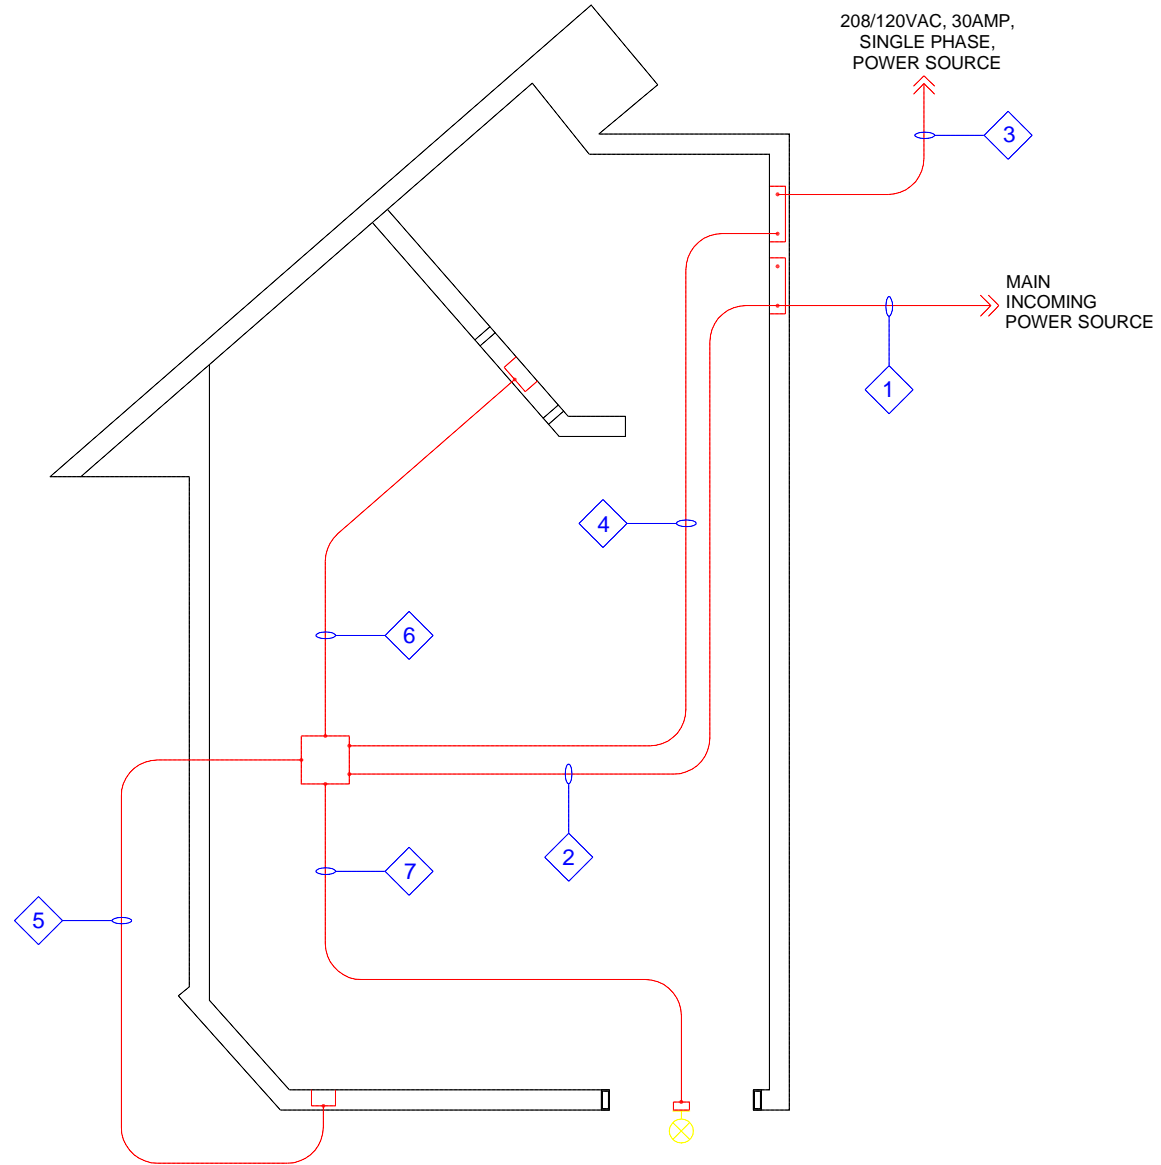 208/120VAC, 30AMP,
SINGLE PHASE,
POWER SOURCE
3
MAIN
INCOMING
POWER SOURCE
1
4
6
2
7
5